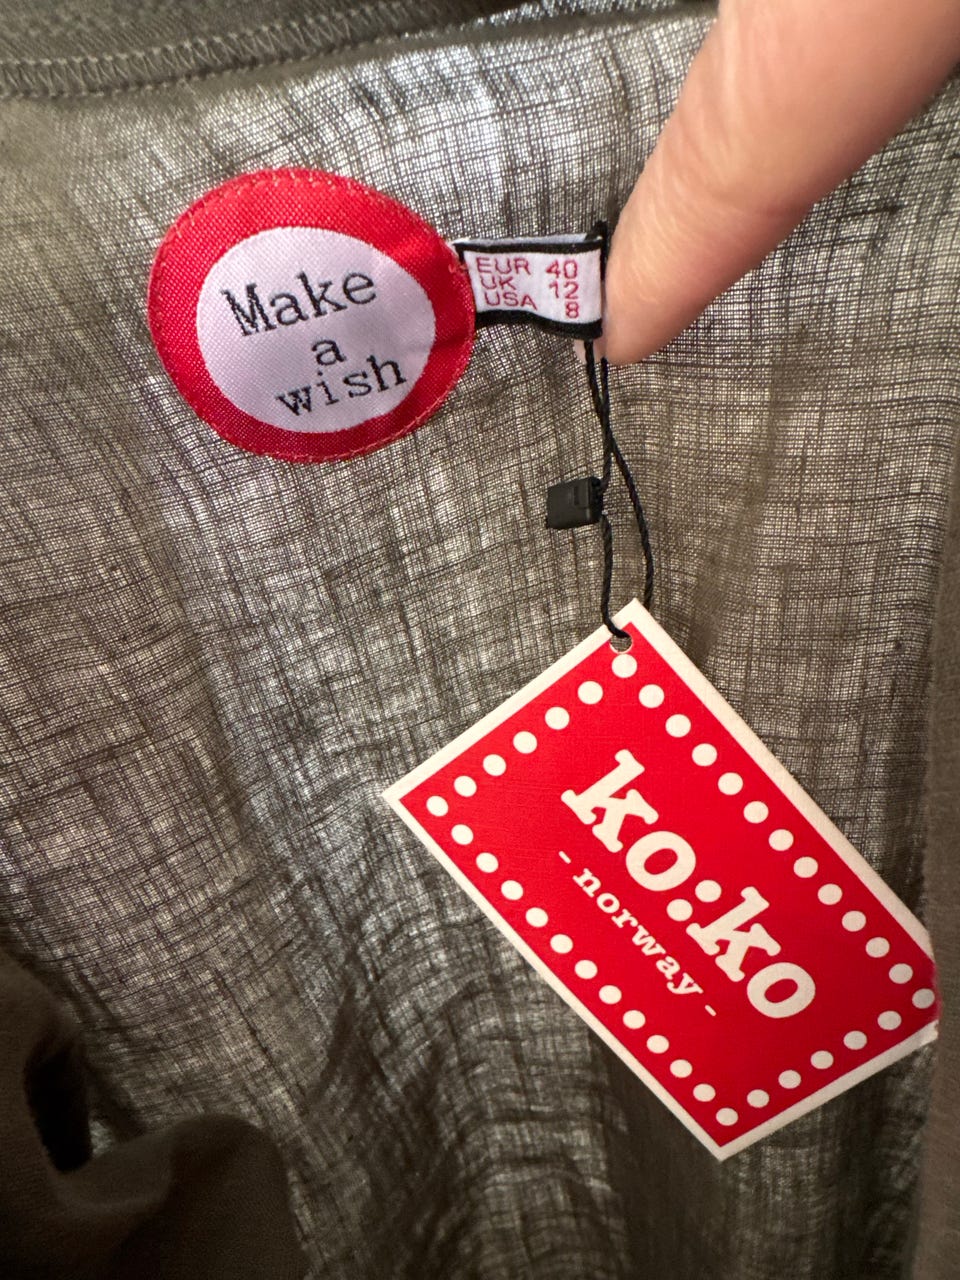 Make
a
wish
EUR 40
UK 12
USA 8
ko:ko
- norway -